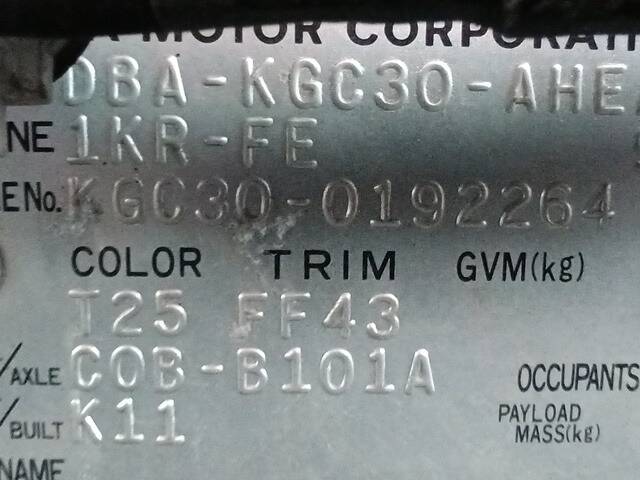 A MOTOR CORPORATI
DBA-KGC30-AHE
NE 1KR-FE
E No. KGC30-0192264
COLOR TRIM GVM(kg)
T25 FF43
/AXLE C0B-B101A OCCUPANTS
/BUILT K11 PAYLOAD
MASS(kg)
NAME